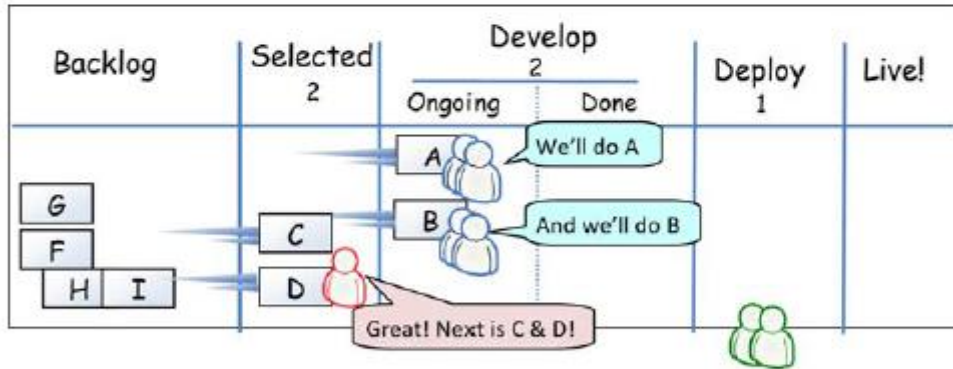 Backlog
Selected
2
Develop
2
Ongoing
Done
Deploy
1
Live!
A
We'll do A
G
C
B
And we'll do B
F
H
I
D
Great! Next is C & D!